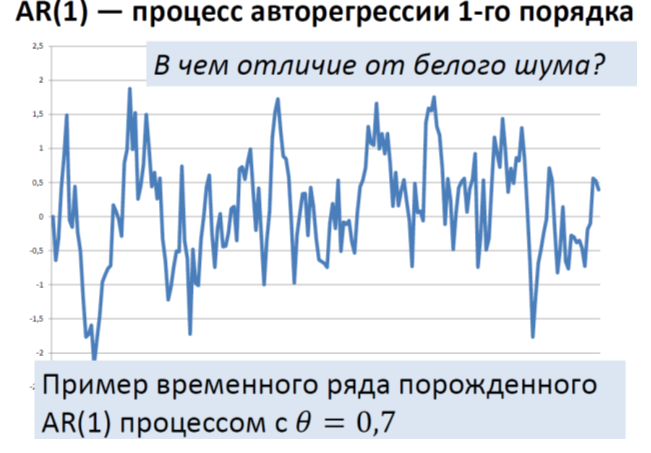 AR(1) — процесс авторегрессии 1-го порядка
В чем отличие от белого шума?
2,5
2
1,5
1
0,5
0
-0,5
-1
-1,5
-2
Пример временного ряда порожденного
AR(1) процессом с θ = 0,7